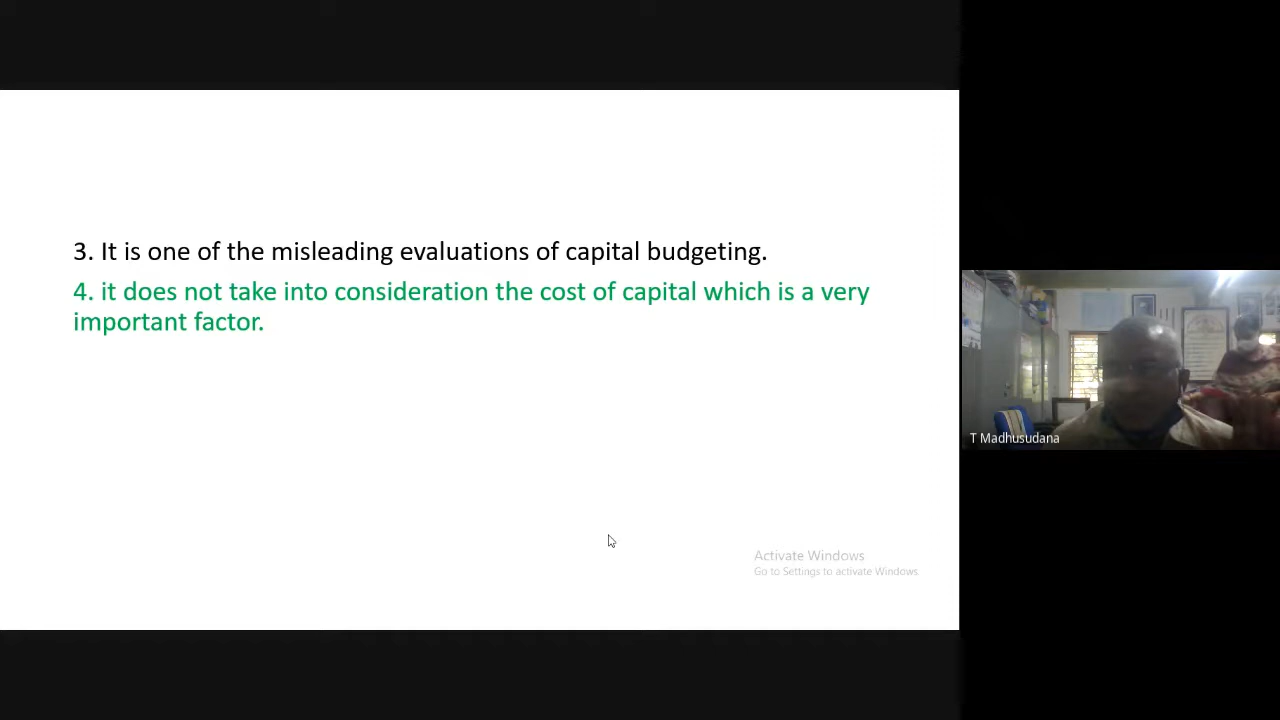 3. It is one of the misleading evaluations of capital budgeting.
4. it does not take into consideration the cost of capital which is a very
important factor.
T Madhusudana
Activate Windows
Go to Settings to activate Windows.